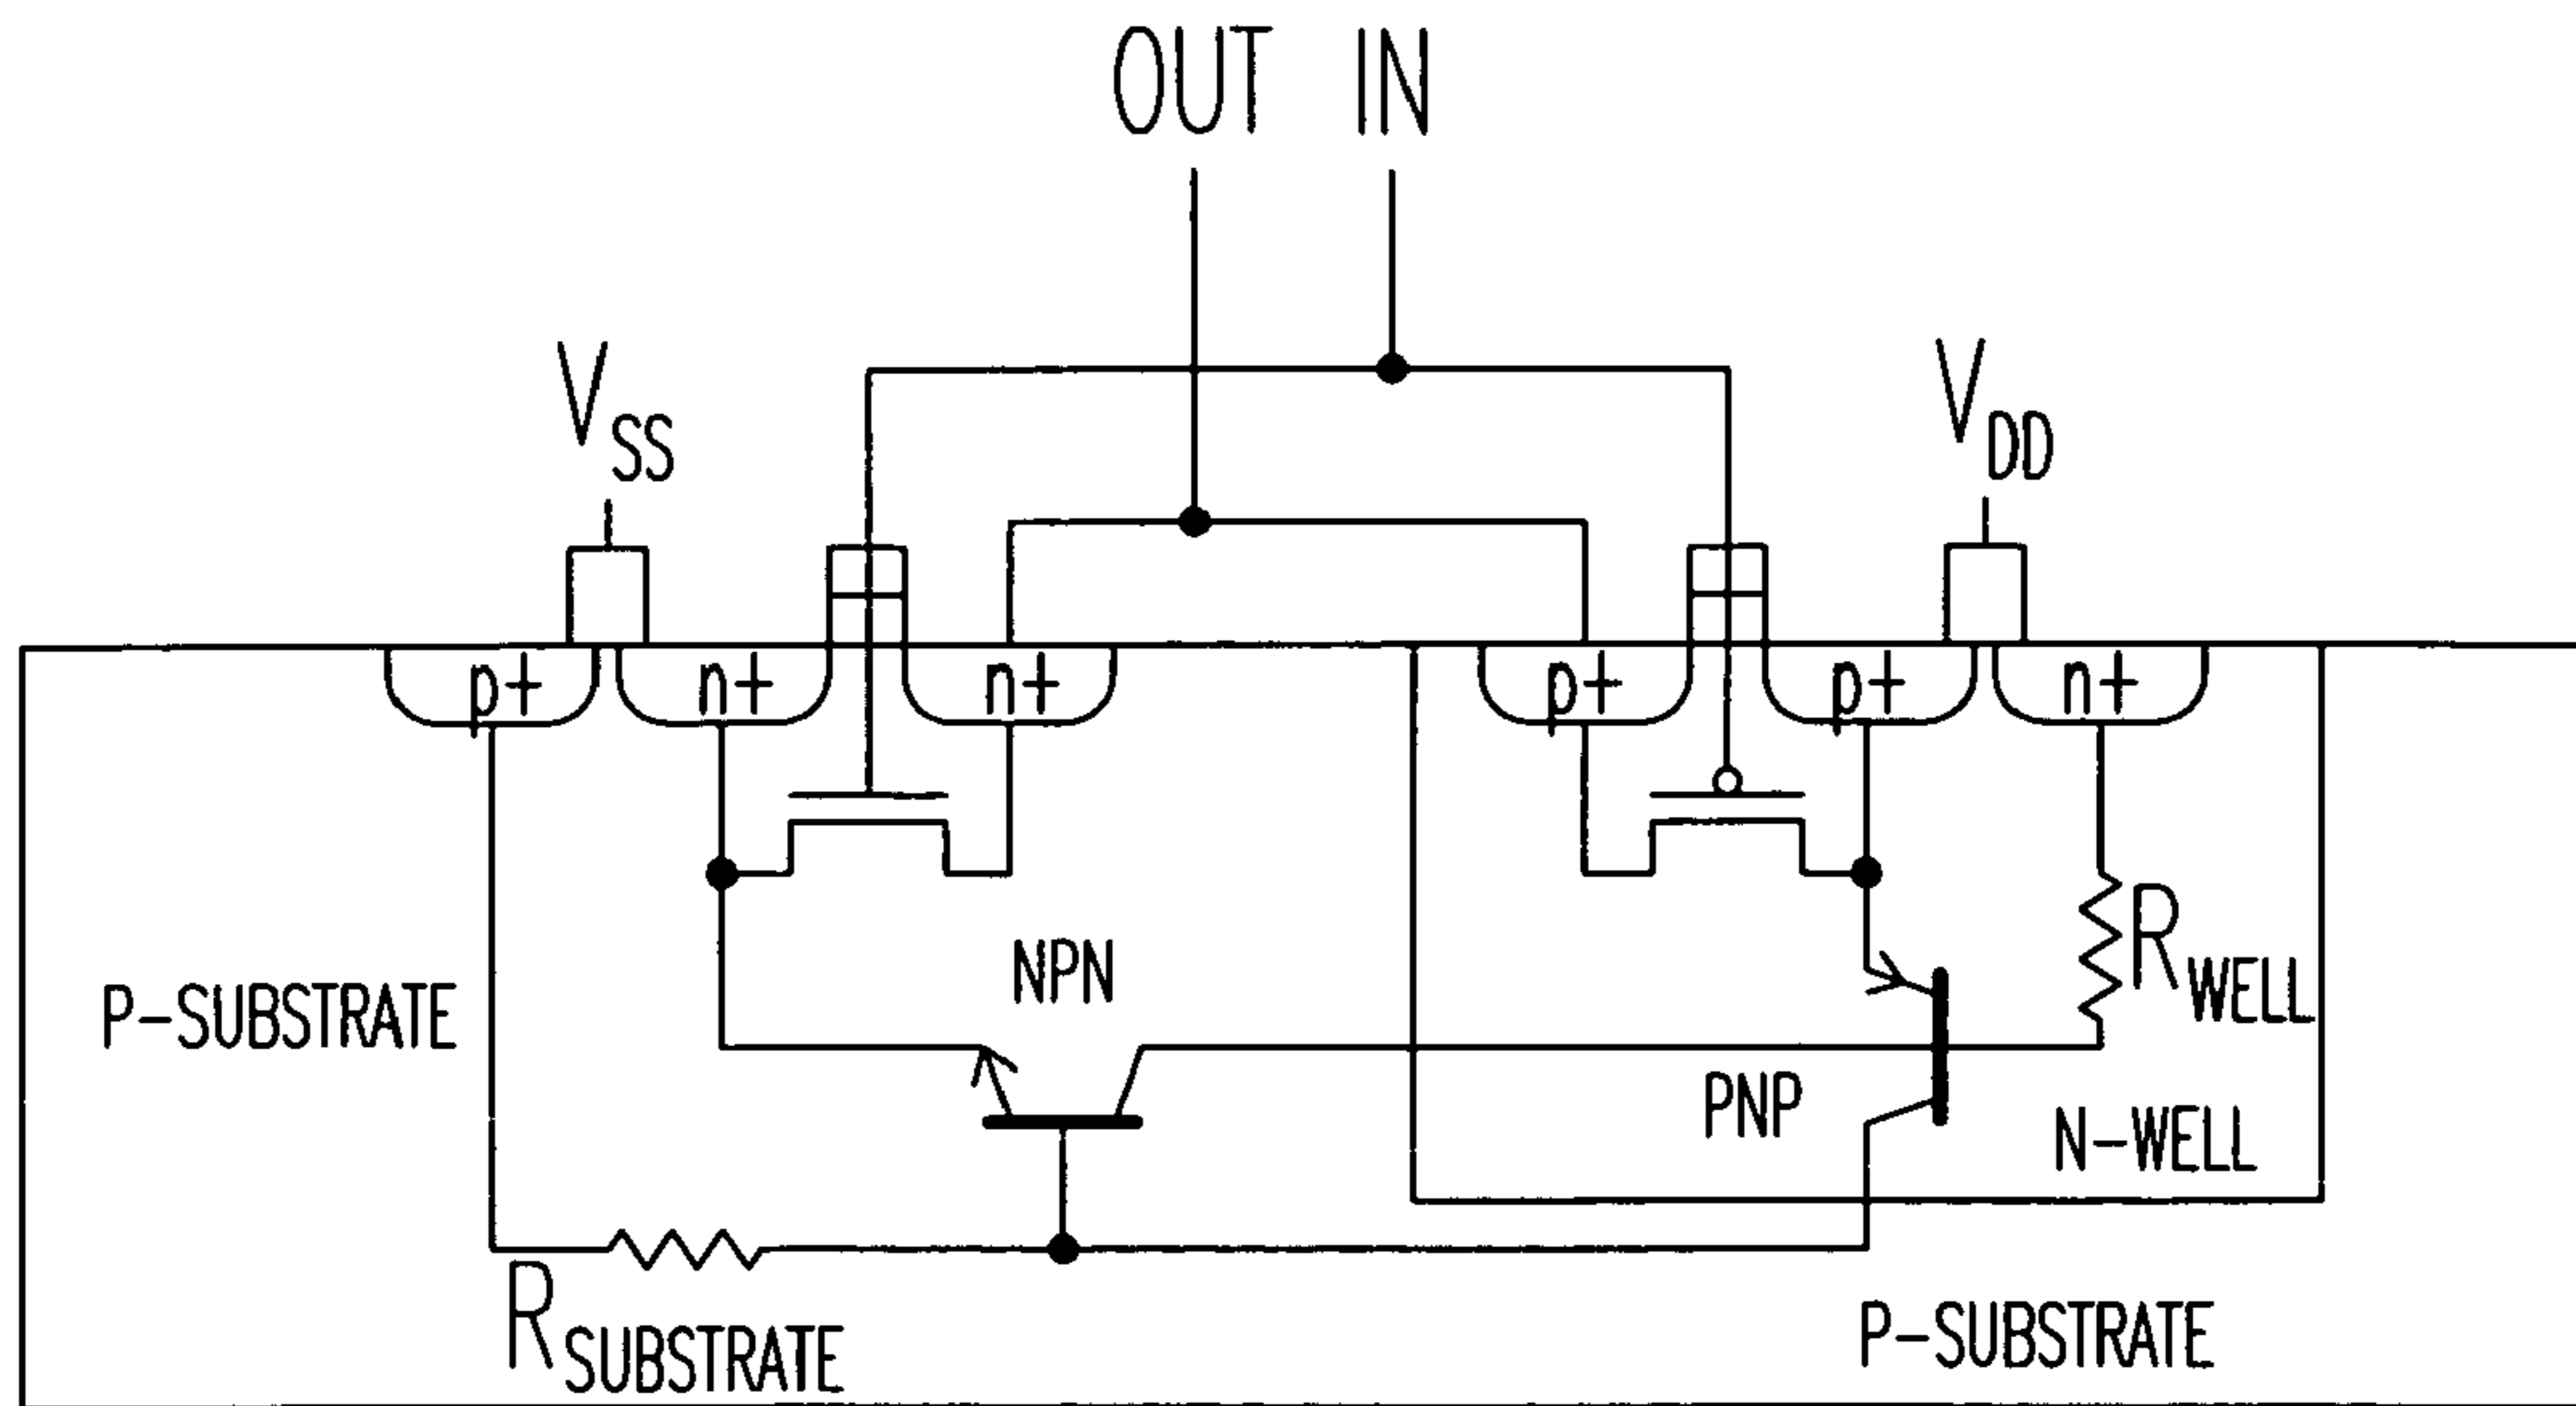 OUT IN
VSS
VDD
p+ n+ n+ p+ p+ n+
NPN
RWELL
P-SUBSTRATE
PNP
N-WELL
RSUBSTRATE
P-SUBSTRATE